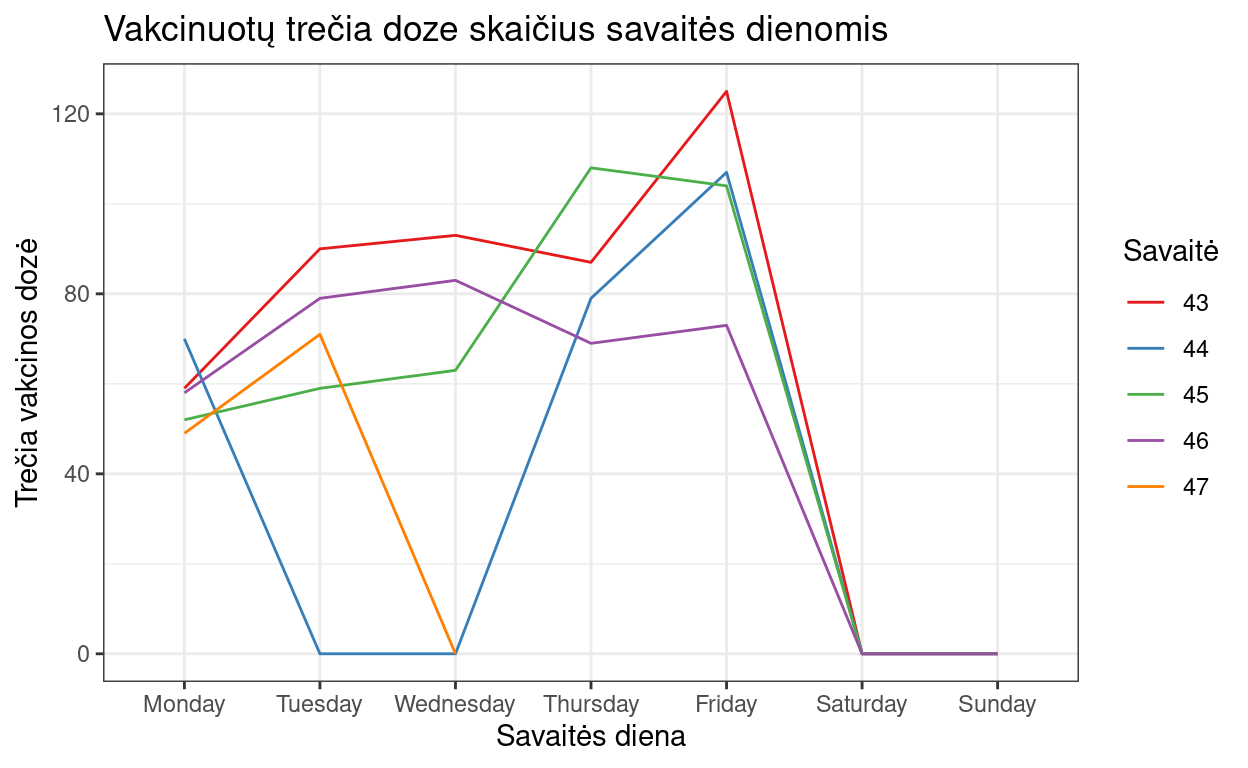 Vakcinuotų trečia doze skaičius savaitės dienomis
Trečia vakcinos dozė
120
80
40
0
Monday Tuesday Wednesday Thursday Friday Saturday Sunday
Savaitės diena
Savaitė
43
44
45
46
47